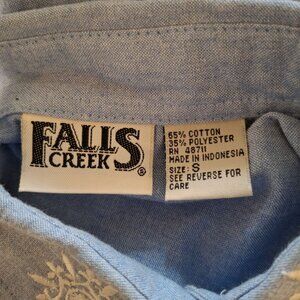 FALLS
CREEK®
65% COTTON
35% POLYESTER
RN 48711
MADE IN INDONESIA
SIZE: S
SEE REVERSE FOR
CARE